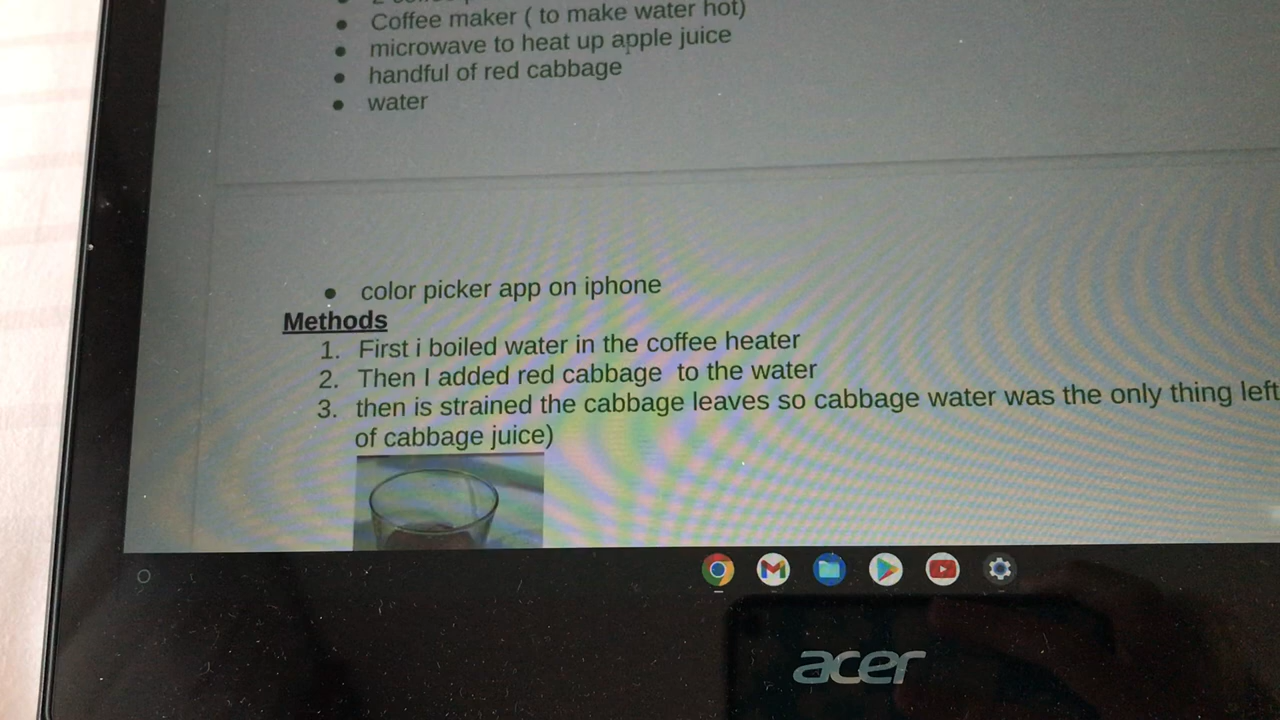 Coffee maker ( to make water hot)
microwave to heat up apple juice
handful of red cabbage
water
color picker app on iphone
Methods
1. First i boiled water in the coffee heater
2. Then I added red cabbage to the water
3. then is strained the cabbage leaves so cabbage water was the only thing left
of cabbage juice)
acer